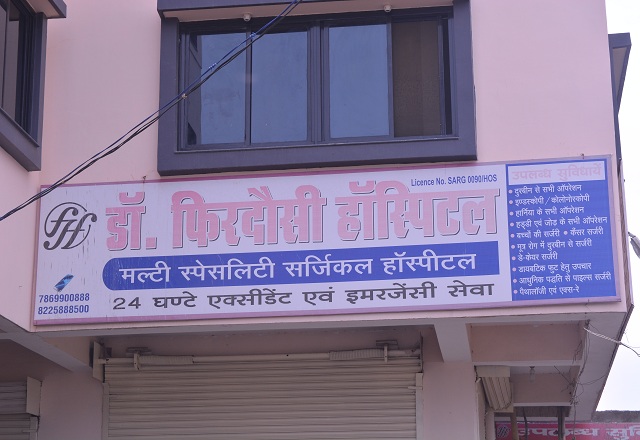 Licence No. SARG 0090/HOS
डॉ. फिरदौसी हॉस्पिटल
fff
मल्टी स्पेसलिटी सर्जिकल हॉस्पीटल
7869900888
8225888500
24 घण्टे एक्सीडेंट एवं इमरजेंसी सेवा
उपलब्ध सुविधायें
• दुरबीन से सभी ऑपरेशन
• इण्डस्कोपी / कोलोनोस्कोपी
• हार्निया के सभी ऑपरेशन
• हड्डी एवं जोड़ के सभी ऑपरेशन
• बच्चों की सर्जरी • कैंसर सर्जरी
• मूत्र रोग में दुरबिन से सर्जरी
• डे-केयर सर्जरी
• डायबटिक फूट हेतु उपचार
• आधुनिक पद्धति से पाइल्स सर्जरी
• पैथालॉजी एवं एक्स-रे
उपलब्ध